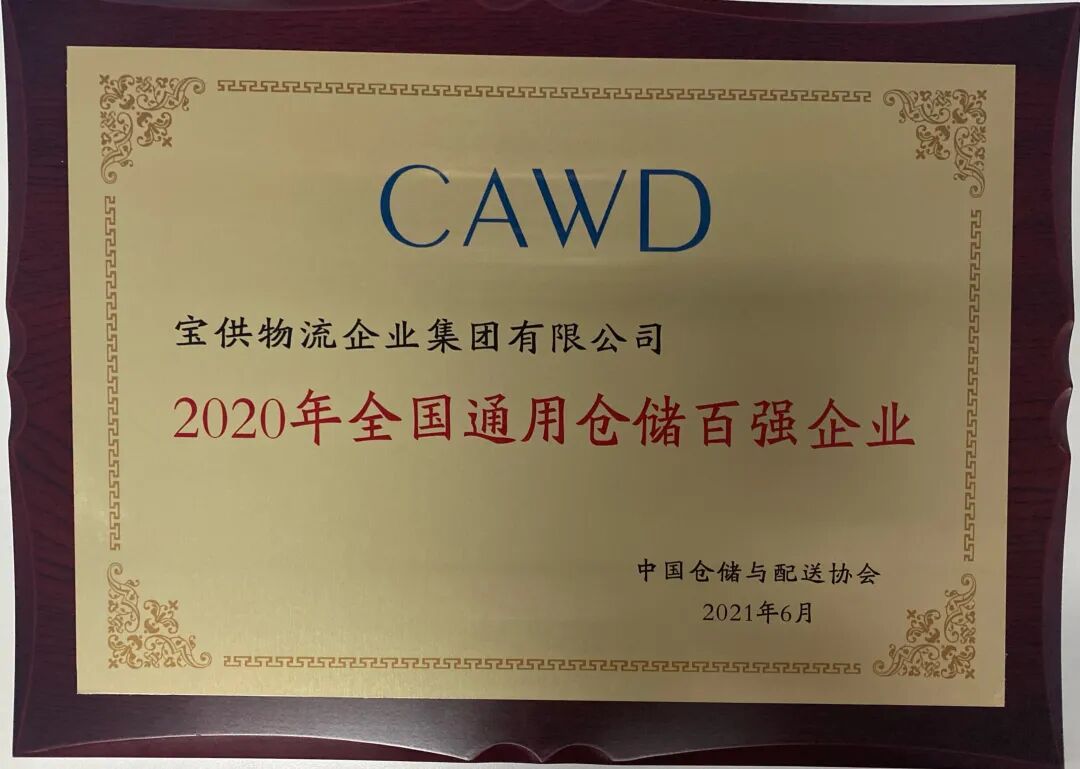 CAWD
宝供物流企业集团有限公司
2020年全国通用仓储百强企业
中国仓储与配送协会
2021年6月